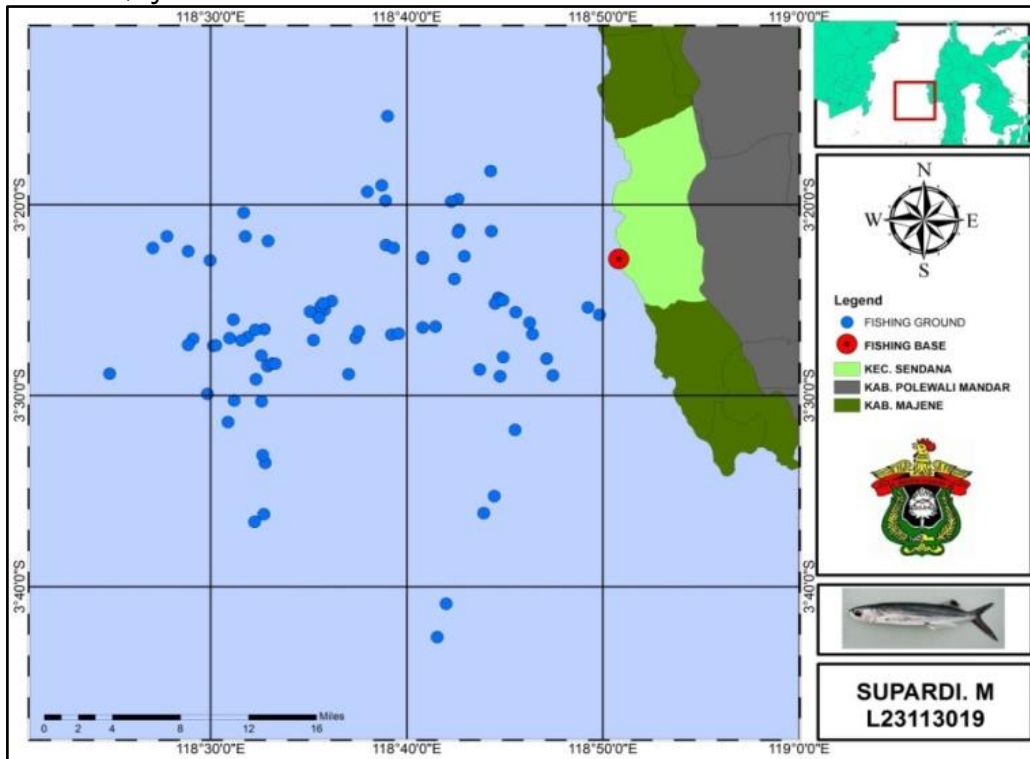 118°30'0"E
118°40'0"E
118°50'0"E
119°0'0"E
3°20'0"S
3°30'0"S
3°40'0"S
3°20'0"S
3°30'0"S
3°40'0"S
0 2 4 8 12 16 Miles
118°30'0"E
118°40'0"E
118°50'0"E
119°0'0"E
N
W E
S
Legend
FISHING GROUND
FISHING BASE
KEC. SENDANA
KAB. POLEWALI MANDAR
KAB. MAJENE
SUPARDI. M
L23113019